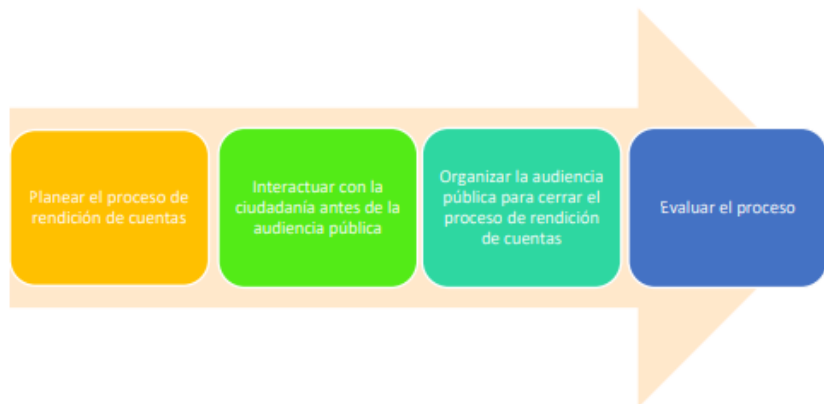 Planear el proceso de
rendición de cuentas
Interactuar con la
ciudadanía antes de la
audiencia pública
Organizar la audiencia
pública para cerrar el
proceso de rendición
de cuentas
Evaluar el proceso